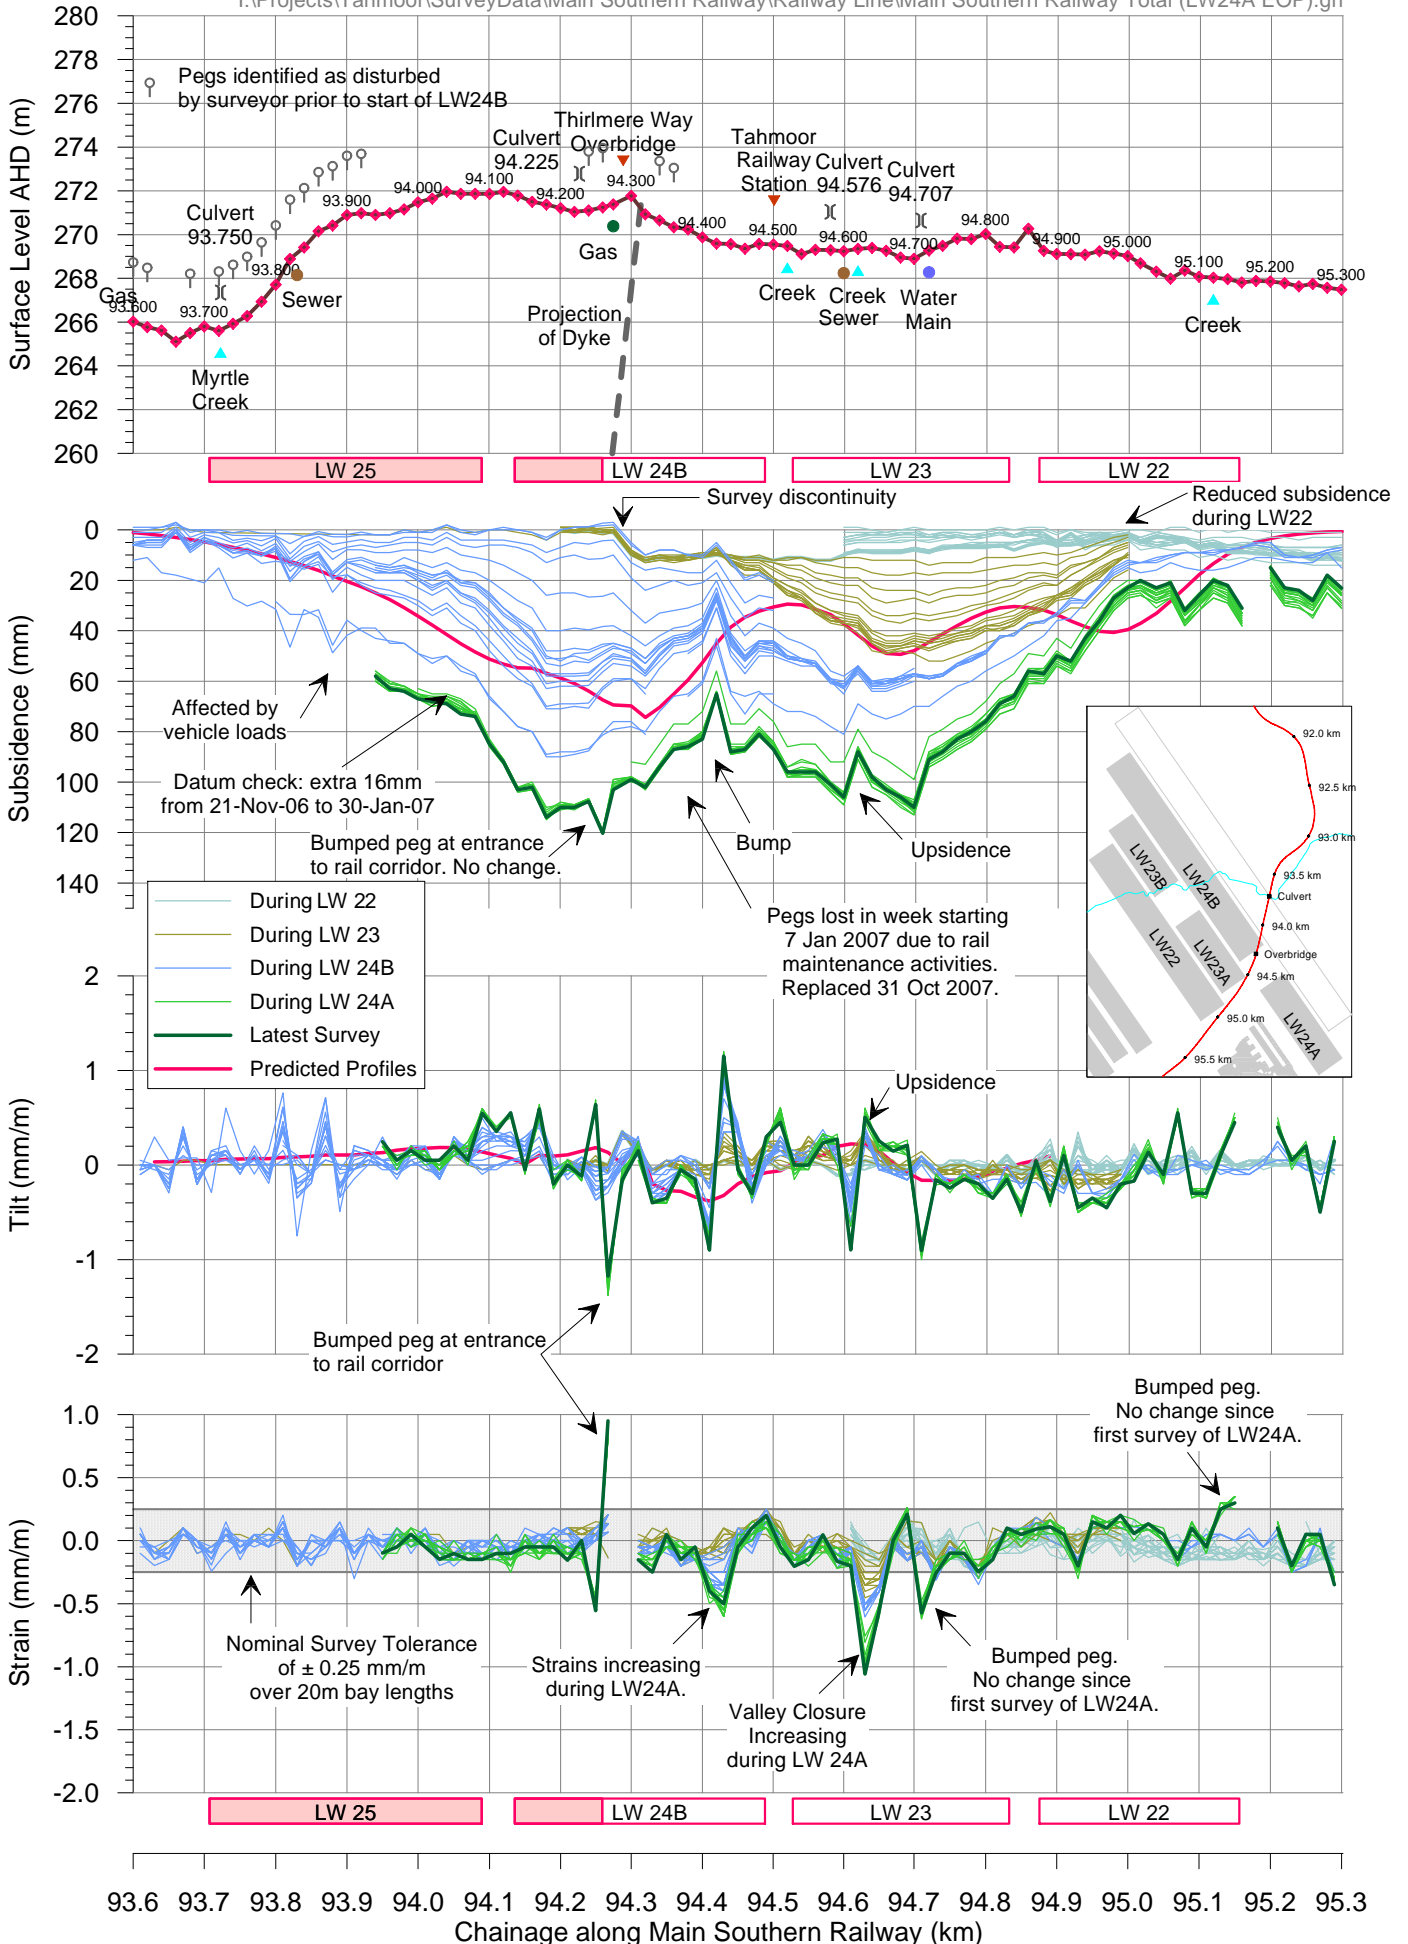 T:\Projects\Tahmoor\SurveyData\Main Southern Railway\Railway Line\Main Southern Railway Total (LW24A EOP).grf
Surface Level AHD (m)
280
278
276
274
272
270
268
266
264
262
260
Pegs identified as disturbed
by surveyor prior to start of LW24B
Thirlmere Way
Overbridge
Culvert
94.225
Tahmoor
Railway
Station
Culvert
94.576
Culvert
94.707
Culvert
93.750
Gas
93.600
93.700
93.800
93.900
94.000
94.100
94.200
94.300
94.400
94.500
94.600
94.700
94.800
94.900
95.000
95.100
95.200
95.300
Sewer
Gas
Myrtle
Creek
Projection
of Dyke
Creek
Creek
Sewer
Water
Main
Creek
LW 25
LW 24B
LW 23
LW 22
Subsidence (mm)
0
20
40
60
80
100
120
140
Survey discontinuity
Reduced subsidence
during LW22
Affected by
vehicle loads
Datum check: extra 16mm
from 21-Nov-06 to 30-Jan-07
Bumped peg at entrance
to rail corridor. No change.
Bump
Upsidence
Pegs lost in week starting
7 Jan 2007 due to rail
maintenance activities.
Replaced 31 Oct 2007.
During LW 22
During LW 23
During LW 24B
During LW 24A
Latest Survey
Predicted Profiles
92.0 km
92.5 km
93.0 km
93.5 km
Culvert
94.0 km
Overbridge
94.5 km
95.0 km
95.5 km
LW23B
LW24B
LW22
LW23A
LW24A
Tilt (mm/m)
2
1
0
-1
-2
Upsidence
Bumped peg at entrance
to rail corridor
Strain (mm/m)
1.0
0.5
0.0
-0.5
-1.0
-1.5
-2.0
Bumped peg.
No change since
first survey of LW24A.
Nominal Survey Tolerance
of ± 0.25 mm/m
over 20m bay lengths
Strains increasing
during LW24A.
Valley Closure
Increasing
during LW 24A
Bumped peg.
No change since
first survey of LW24A.
LW 25
LW 24B
LW 23
LW 22
93.6 93.7 93.8 93.9 94.0 94.1 94.2 94.3 94.4 94.5 94.6 94.7 94.8 94.9 95.0 95.1 95.2 95.3
Chainage along Main Southern Railway (km)